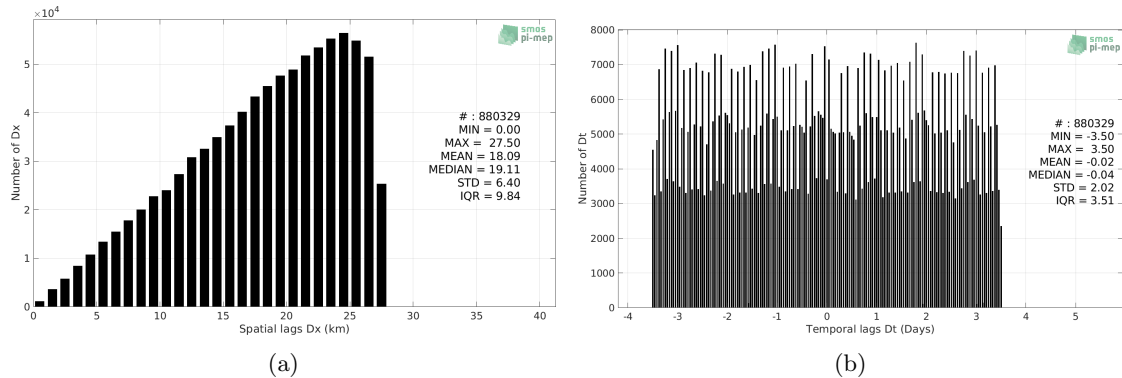 ×10⁴
smos
pi-mep
5
4
3
2
1
0
Number of Dx
# : 880329
MIN = 0.00
MAX = 27.50
MEAN = 18.09
MEDIAN = 19.11
STD = 6.40
IQR = 9.84
0 5 10 15 20 25 30 35 40
Spatial lags Dx (km)
(a)
8000
7000
6000
5000
4000
3000
2000
1000
0
Number of Dt
smos
pi-mep
# : 880329
MIN = -3.50
MAX = 3.50
MEAN = -0.02
MEDIAN = -0.04
STD = 2.02
IQR = 3.51
-4 -3 -2 -1 0 1 2 3 4 5
Temporal lags Dt (Days)
(b)